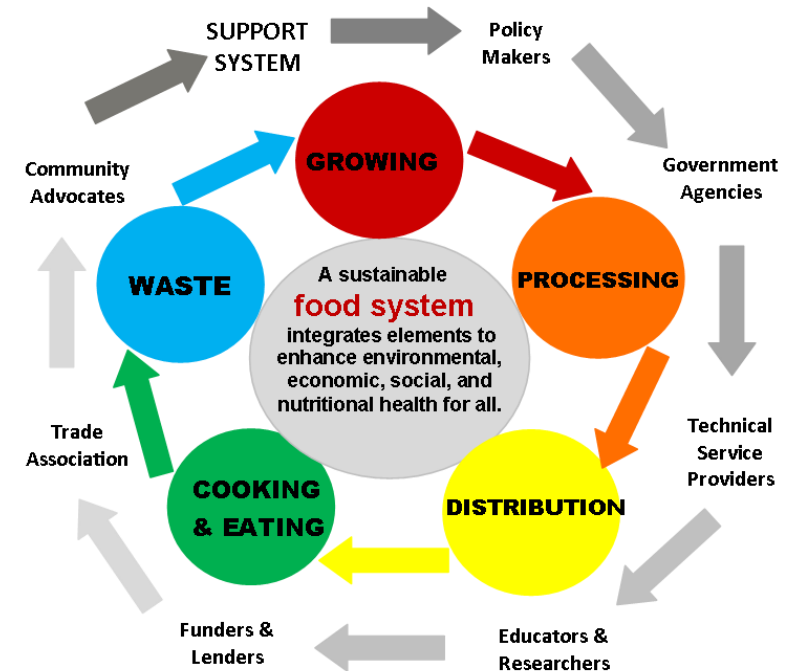 SUPPORT
SYSTEM
Policy
Makers
Government
Agencies
Technical
Service
Providers
Educators &
Researchers
Funders &
Lenders
Trade
Association
Community
Advocates
GROWING
PROCESSING
DISTRIBUTION
COOKING
& EATING
WASTE
A sustainable
food system
integrates elements to
enhance environmental,
economic, social, and
nutritional health for all.